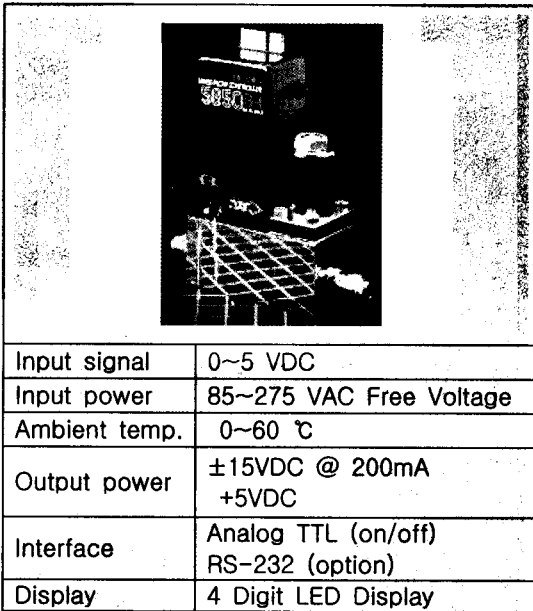 5850
Input signal 0~5 VDC
Input power 85~275 VAC Free Voltage
Ambient temp. 0~60 ℃
Output power ±15VDC @ 200mA
+5VDC
Interface Analog TTL (on/off)
RS-232 (option)
Display 4 Digit LED Display